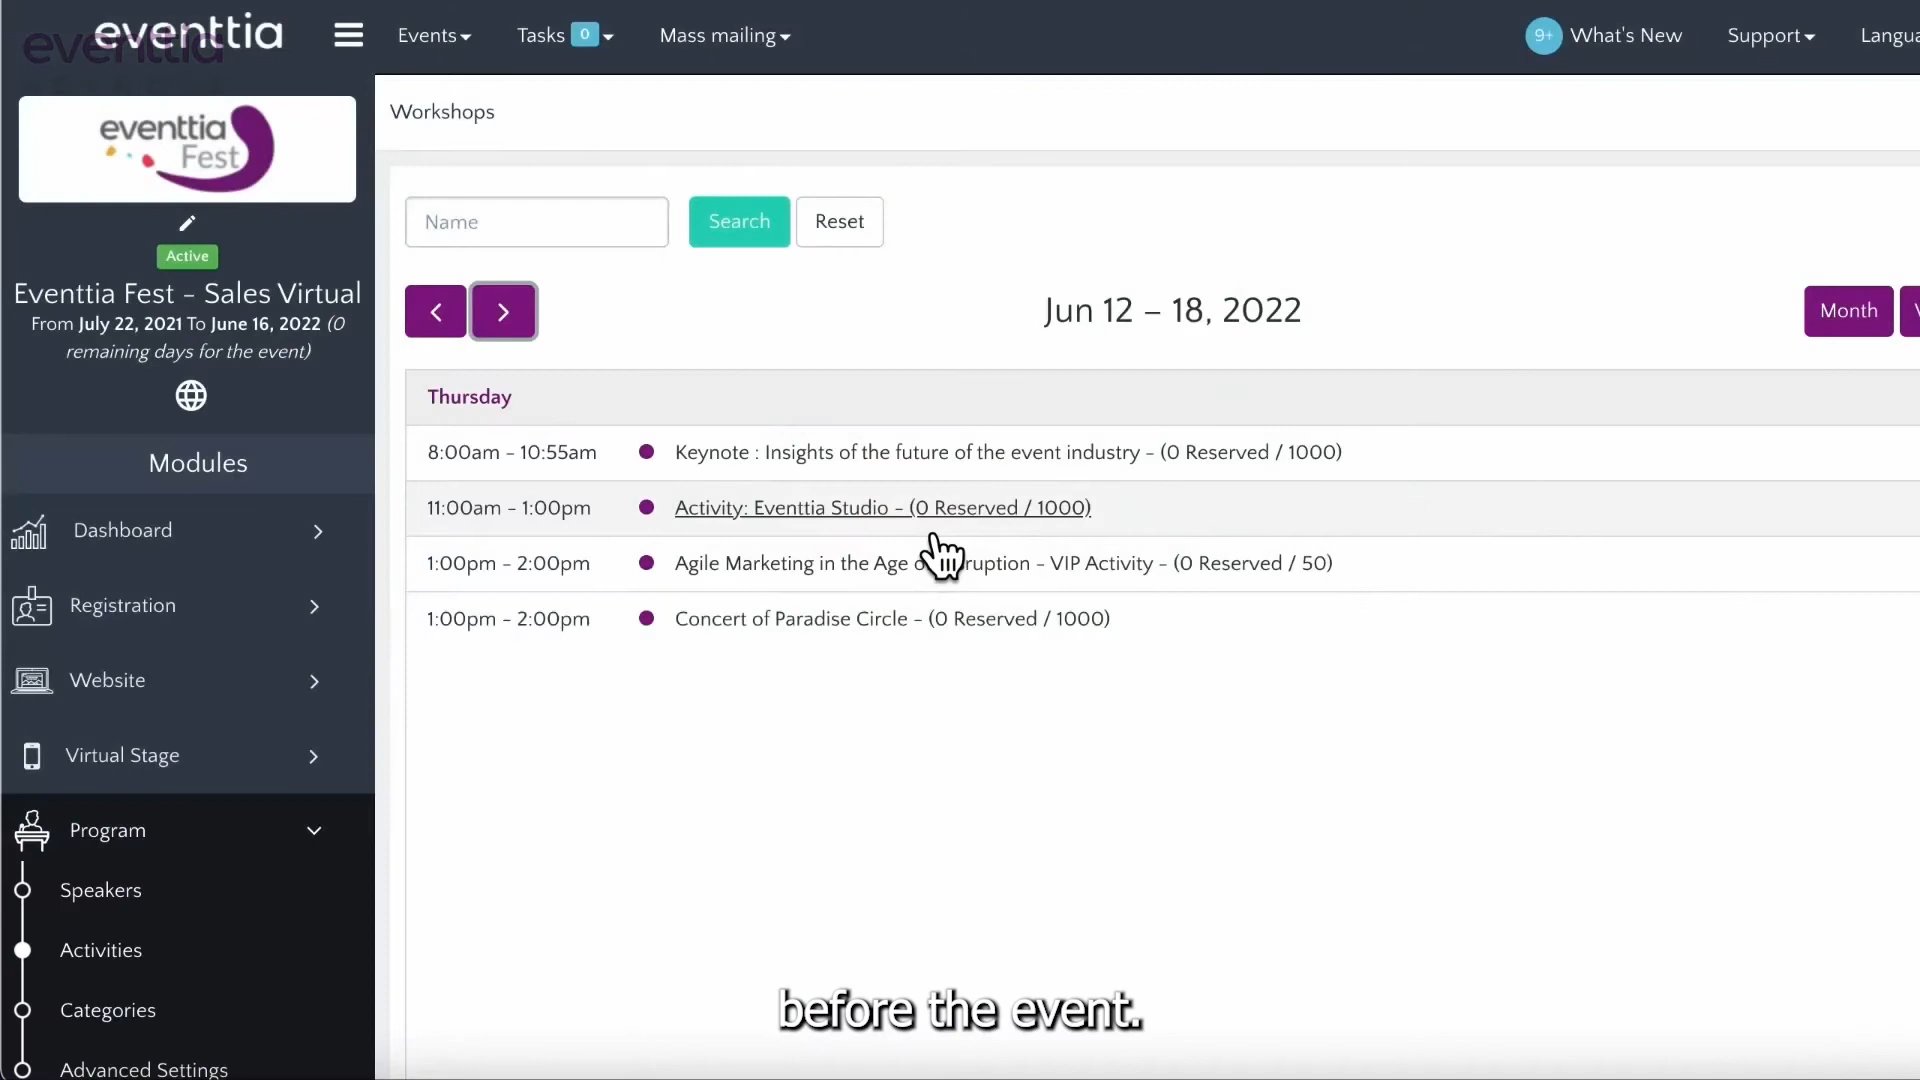 eventtia
Events
Tasks 0
Mass mailing
9+ What's New
Support
Langua
eventtia
Fest
Active
Eventtia Fest - Sales Virtual
From July 22, 2021 To June 16, 2022 (0
remaining days for the event)
Modules
Dashboard
Registration
Website
Virtual Stage
Program
Speakers
Activities
Categories
Advanced Settings
Workshops
Name
Search
Reset
Jun 12 – 18, 2022
Month
Thursday
8:00am - 10:55am Keynote : Insights of the future of the event industry - (0 Reserved / 1000)
11:00am - 1:00pm Activity: Eventtia Studio - (0 Reserved / 1000)
1:00pm - 2:00pm Agile Marketing in the Age ruption - VIP Activity - (0 Reserved / 50)
1:00pm - 2:00pm Concert of Paradise Circle - (0 Reserved / 1000)
before the event.